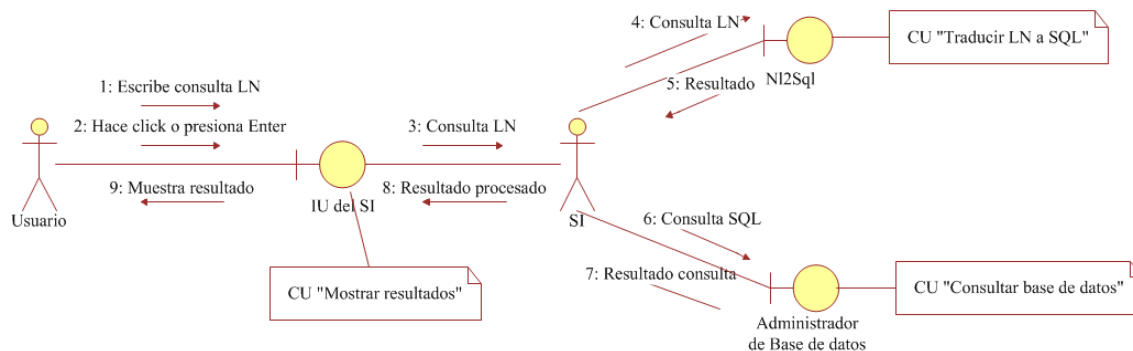 4: Consulta LN
CU "Traducir LN a SQL"
Nl2Sql
5: Resultado
1: Escribe consulta LN
2: Hace click o presiona Enter
3: Consulta LN
9: Muestra resultado
8: Resultado procesado
Usuario
IU del SI
SI
6: Consulta SQL
7: Resultado consulta
CU "Mostrar resultados"
CU "Consultar base de datos"
Administrador
de Base de datos